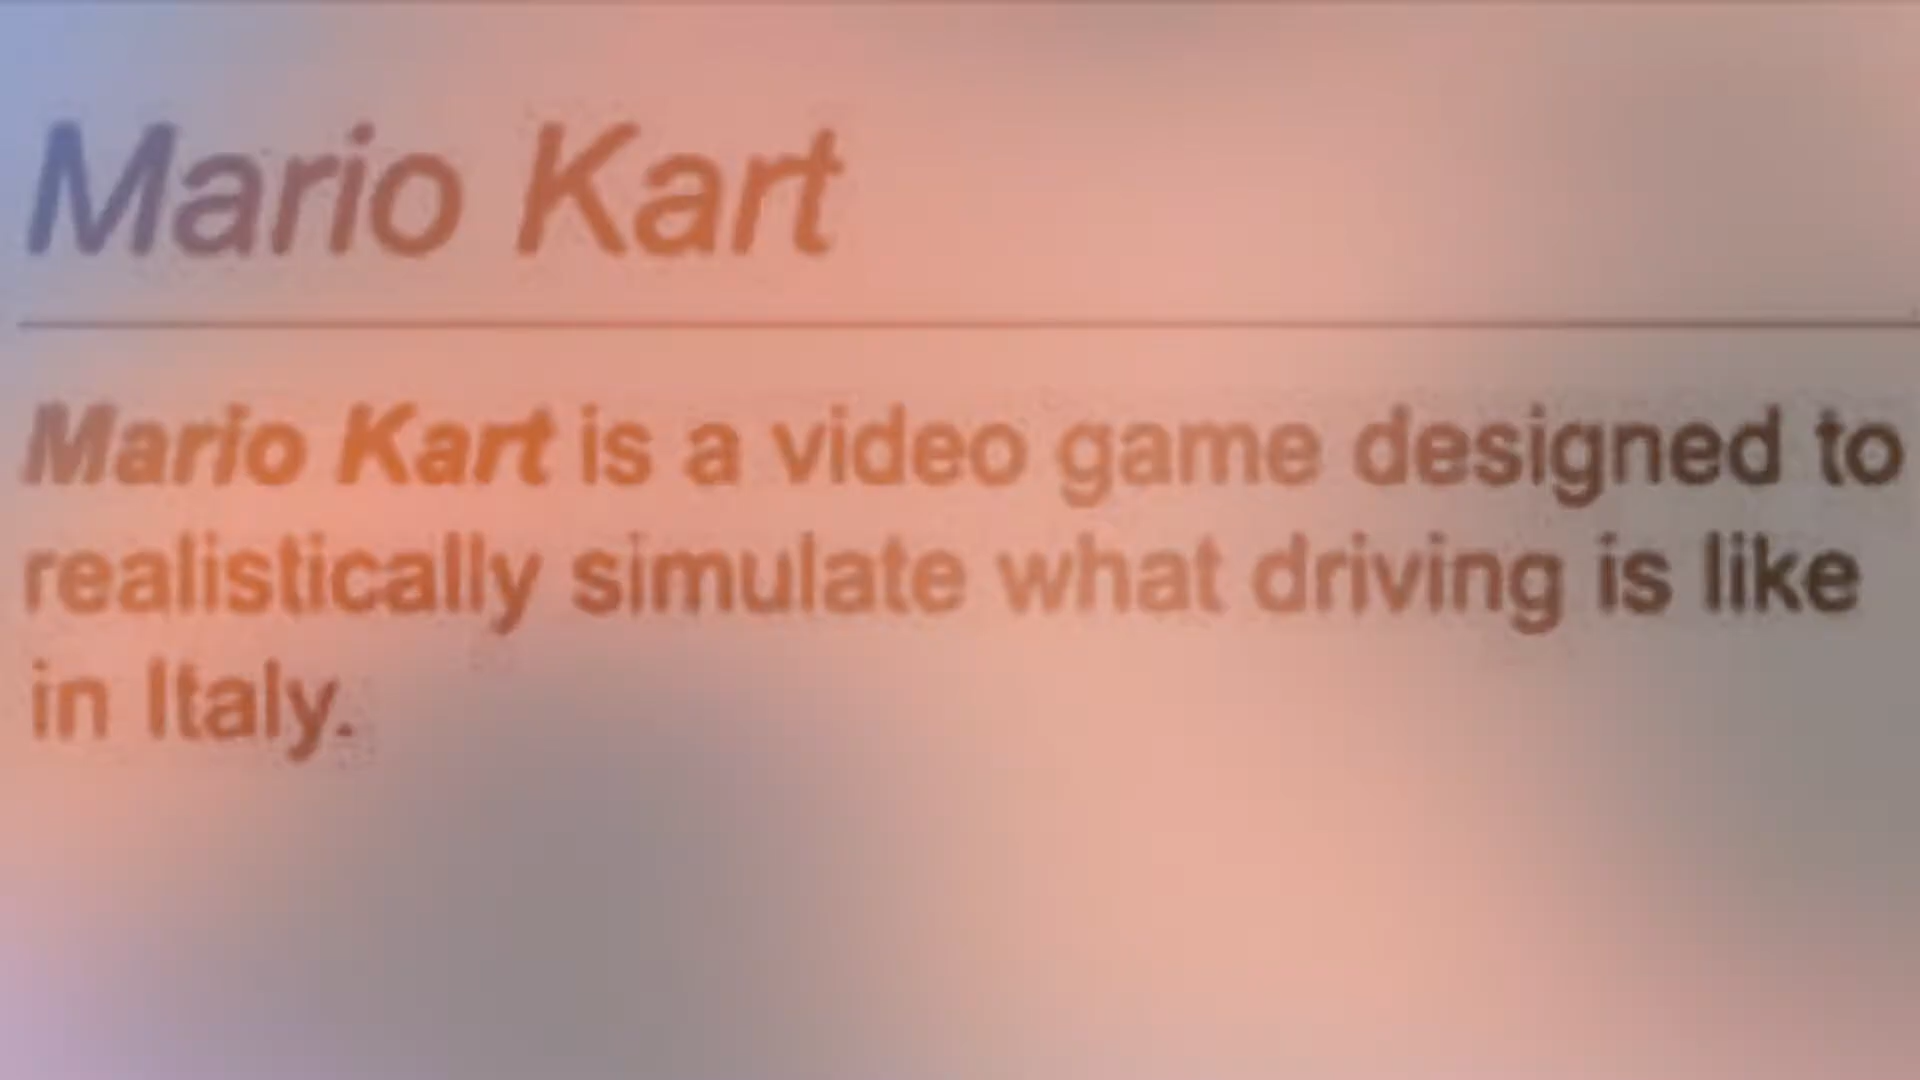 Mario Kart
Mario Kart is a video game designed to
realistically simulate what driving is like
in Italy.